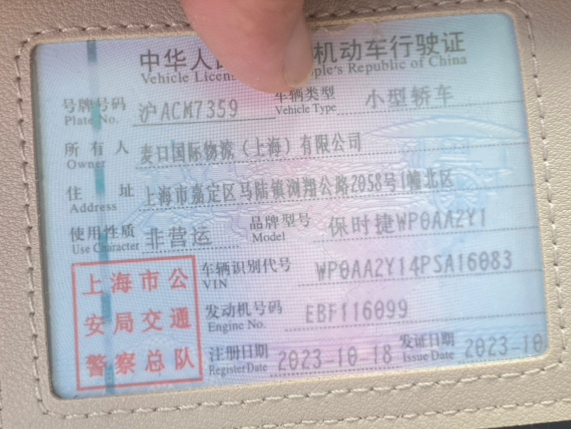 中华人民 机动车行驶证
Vehicle Licens ople's Republic of China
号牌号码 沪ACM7359 车辆类型 小型轿车
Plate No. Vehicle Type
所有人 麦口国际物流（上海）有限公司
Owner
住址 上海市嘉定区马陆镇浏翔公路2058号1幢北区
Address
使用性质 非营运 品牌型号 保时捷WP0AA2Y1
Use Character Model
上海市公 车辆识别代号 WP0AA2Y14PSA16083
VIN
安局交通 发动机号码 EBF116099
Engine No.
警察总队 注册日期 2023-10-18 发证日期 2023-10
Register Date Issue Date